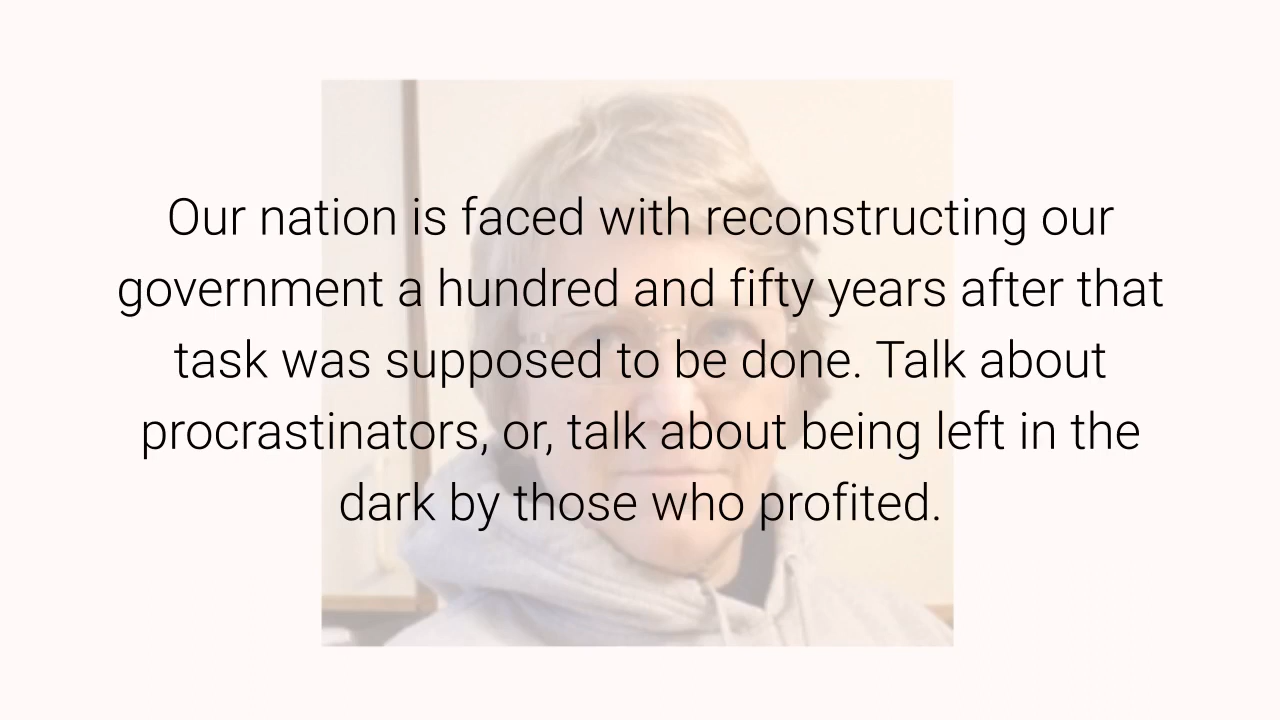 Our nation is faced with reconstructing our
government a hundred and fifty years after that
task was supposed to be done. Talk about
procrastinators, or, talk about being left in the
dark by those who profited.